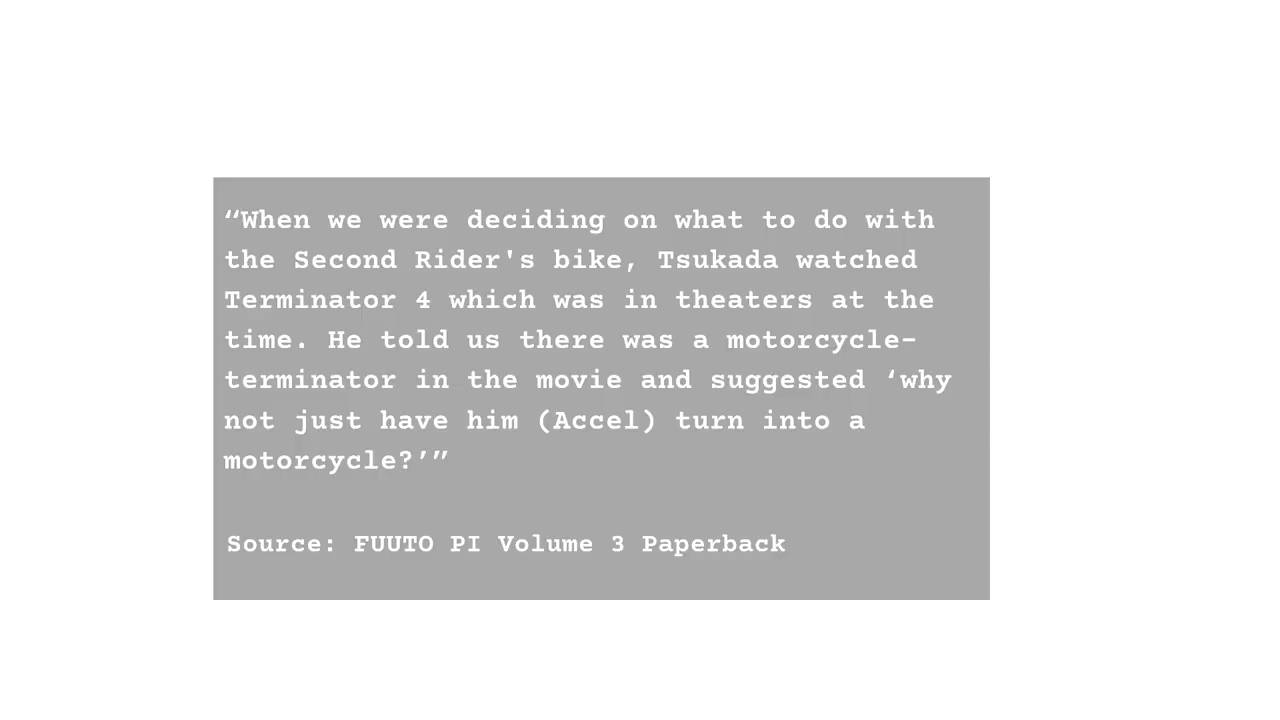 “When we were deciding on what to do with
the Second Rider's bike, Tsukada watched
Terminator 4 which was in theaters at the
time. He told us there was a motorcycle-
terminator in the movie and suggested ‘why
not just have him (Accel) turn into a
motorcycle?’”
Source: FUUTO PI Volume 3 Paperback